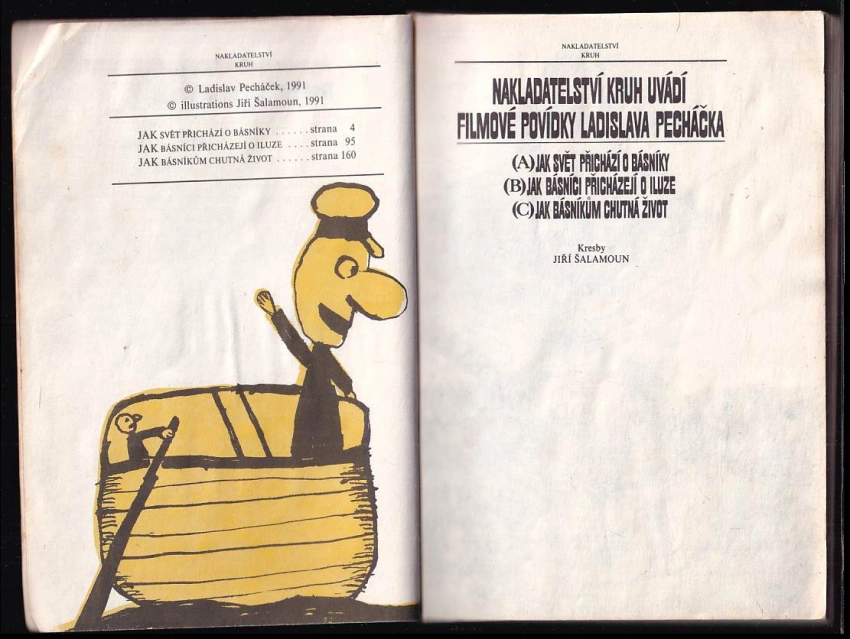 NAKLADATELSTVÍ
KRUH
© Ladislav Pecháček, 1991
© illustrations Jiří Šalamoun, 1991
JAK SVĚT PŘICHÁZÍ O BÁSNÍKY ...... strana 4
JAK BÁSNÍCI PŘICHÁZEJÍ O ILUZE .... strana 95
JAK BÁSNÍKŮM CHUTNÁ ŽIVOT ...... strana 160
NAKLADATELSTVÍ
KRUH
NAKLADATELSTVÍ KRUH UVÁDÍ
FILMOVÉ POVÍDKY LADISLAVA PECHÁČKA
(A) JAK SVĚT PŘICHÁZÍ O BÁSNÍKY
(B) JAK BÁSNÍCI PŘICHÁZEJÍ O ILUZE
(C) JAK BÁSNÍKŮM CHUTNÁ ŽIVOT
Kresby
JIŘÍ ŠALAMOUN